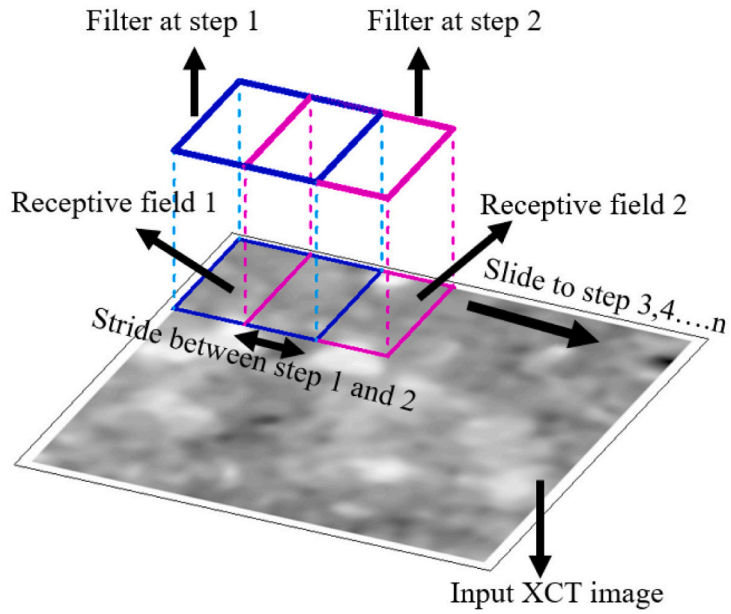 Filter at step 1
Filter at step 2
Receptive field 1
Receptive field 2
Slide to step 3,4….n
Stride between step 1 and 2
Input XCT image